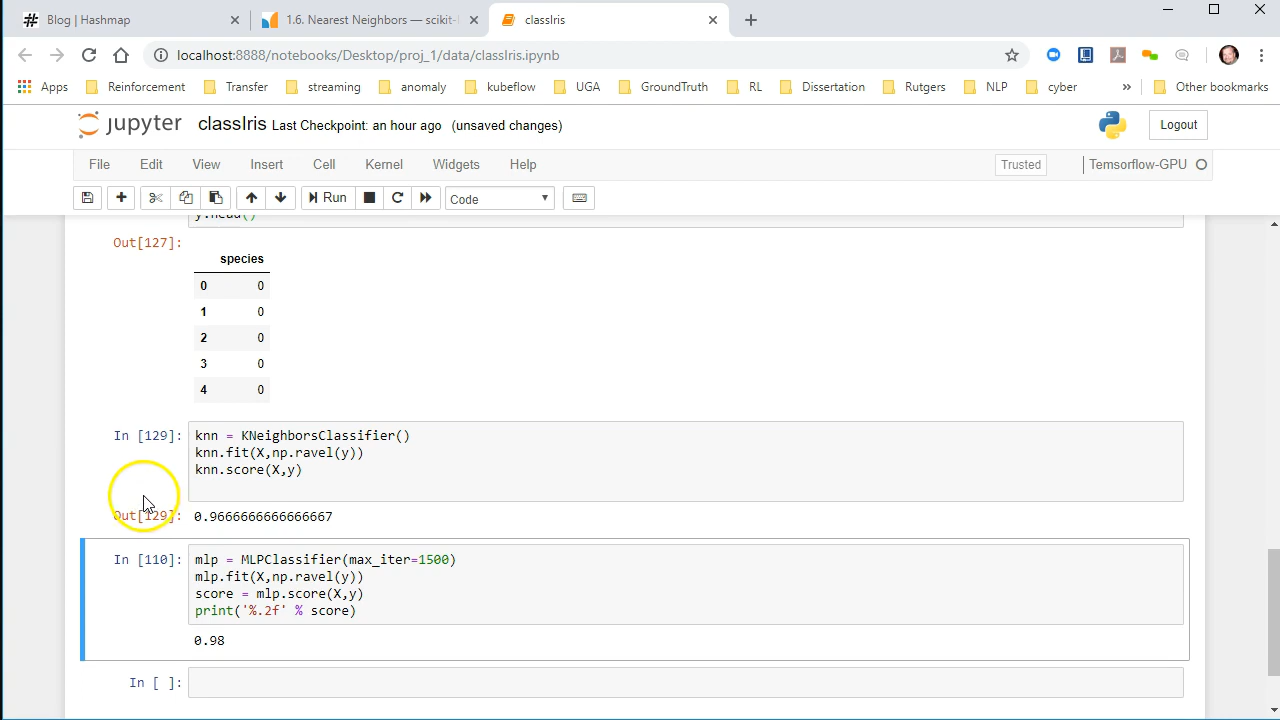 Blog | Hashmap
1.6. Nearest Neighbors — scikit-
classIris
localhost:8888/notebooks/Desktop/proj_1/data/classIris.ipynb
Apps Reinforcement Transfer streaming anomaly kubeflow UGA GroundTruth RL Dissertation Rutgers NLP cyber » Other bookmarks
jupyter classIris Last Checkpoint: an hour ago (unsaved changes) Logout
File Edit View Insert Cell Kernel Widgets Help Trusted Temsorflow-GPU
Run Code
y.head()
Out[127]:
species
0 0
1 0
2 0
3 0
4 0
In [129]: knn = KNeighborsClassifier()
knn.fit(X,np.ravel(y))
knn.score(X,y)
Out[129]: 0.9666666666666667
In [110]: mlp = MLPClassifier(max_iter=1500)
mlp.fit(X,np.ravel(y))
score = mlp.score(X,y)
print('%.2f' % score)
0.98
In [ ]: